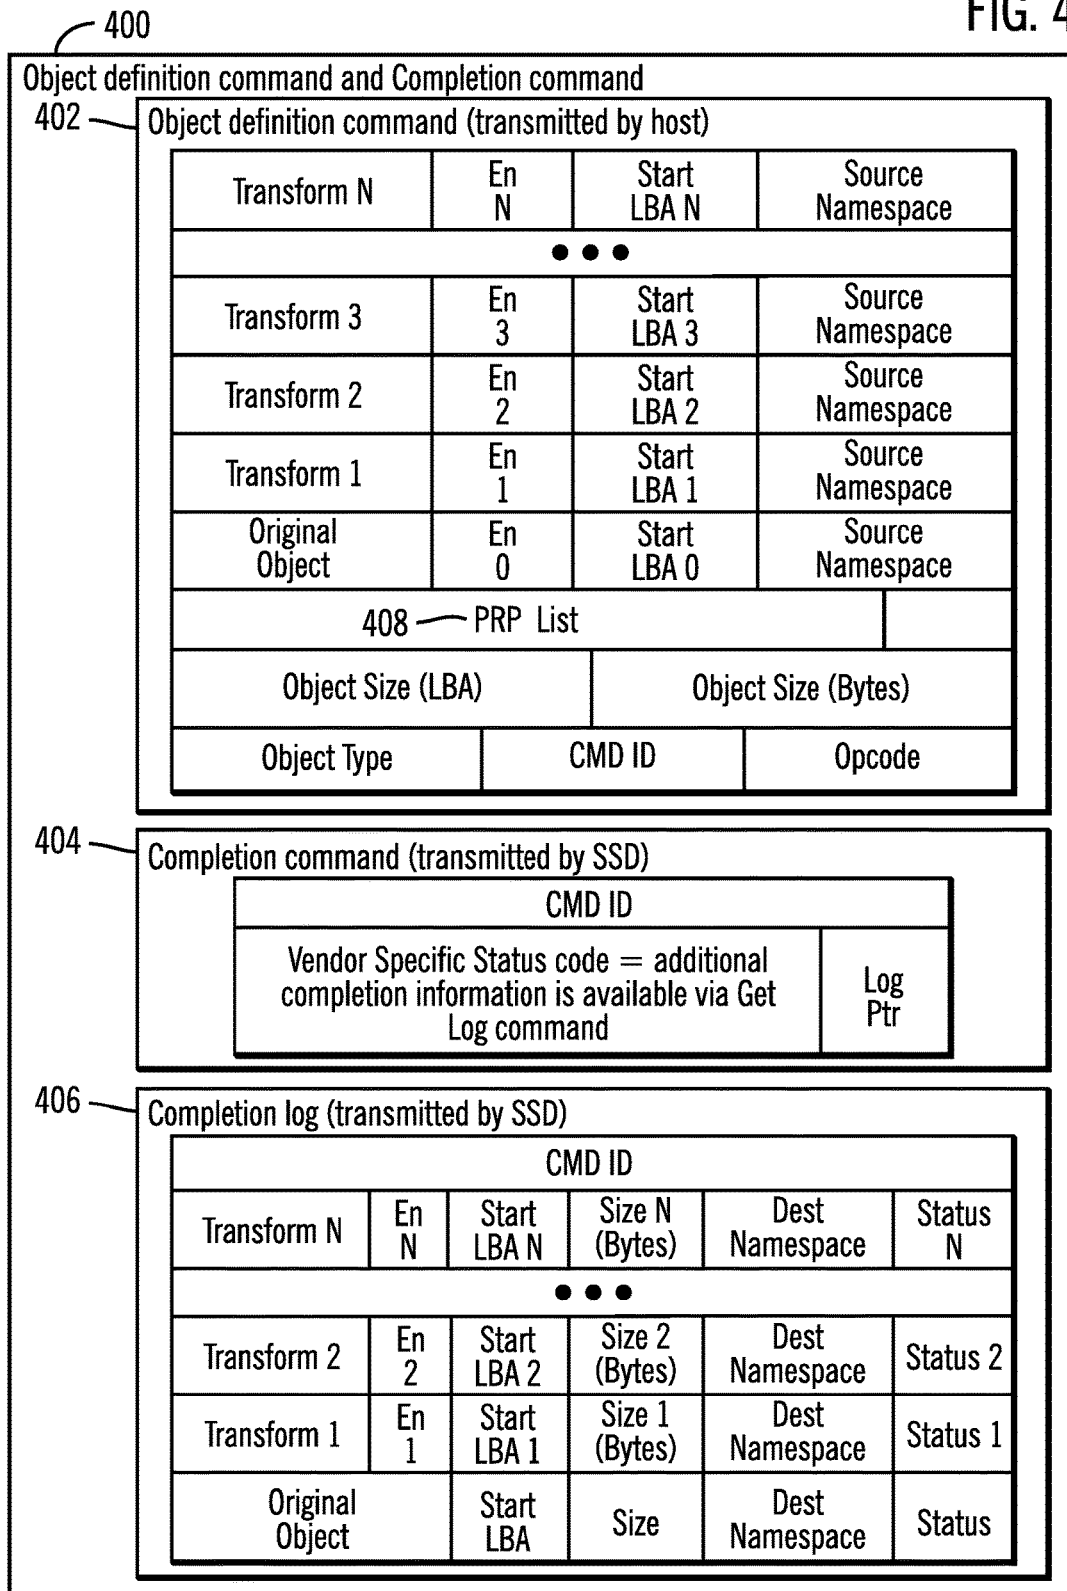 FIG. 4
400
Object definition command and Completion command
402
Object definition command (transmitted by host)
Transform N
En
N
Start
LBA N
Source
Namespace
● ● ●
Transform 3
En
3
Start
LBA 3
Source
Namespace
Transform 2
En
2
Start
LBA 2
Source
Namespace
Transform 1
En
1
Start
LBA 1
Source
Namespace
Original
Object
En
0
Start
LBA 0
Source
Namespace
408
PRP List
Object Size (LBA)
Object Size (Bytes)
Object Type
CMD ID
Opcode
404
Completion command (transmitted by SSD)
CMD ID
Vendor Specific Status code = additional
completion information is available via Get
Log command
Log
Ptr
406
Completion log (transmitted by SSD)
CMD ID
Transform N
En
N
Start
LBA N
Size N
(Bytes)
Dest
Namespace
Status
N
● ● ●
Transform 2
En
2
Start
LBA 2
Size 2
(Bytes)
Dest
Namespace
Status 2
Transform 1
En
1
Start
LBA 1
Size 1
(Bytes)
Dest
Namespace
Status 1
Original
Object
Start
LBA
Size
Dest
Namespace
Status